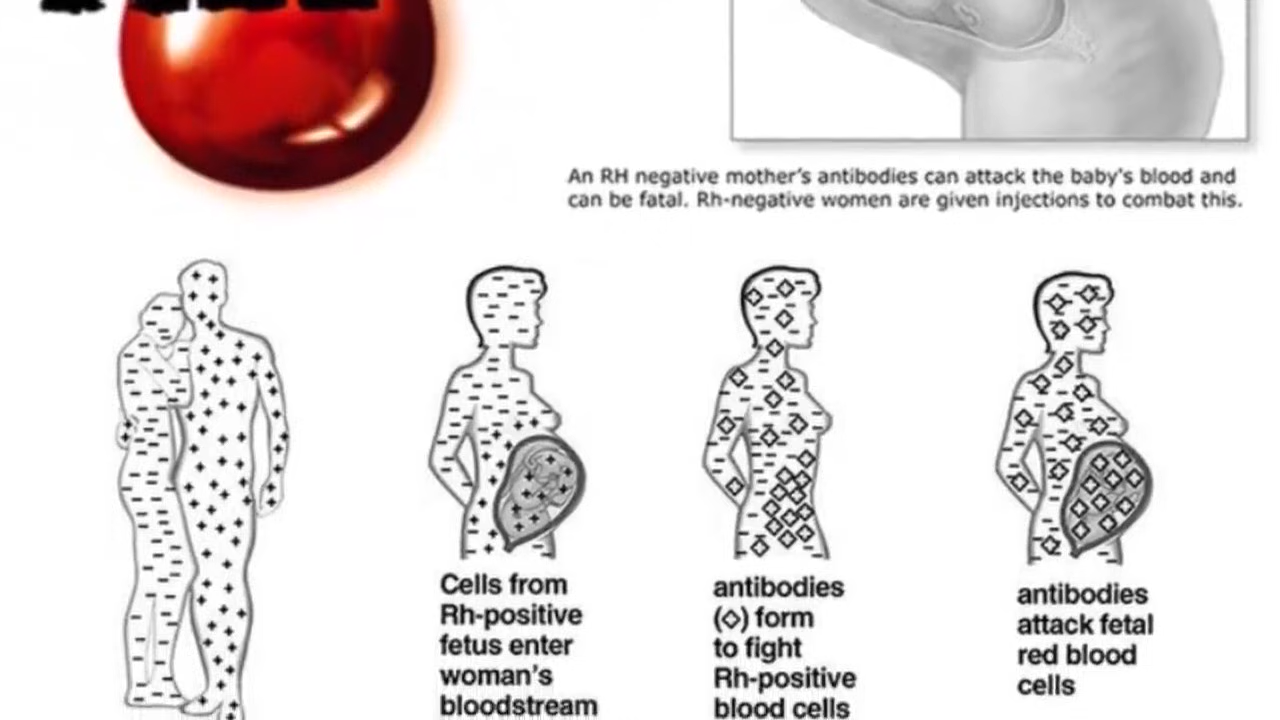 An RH negative mother's antibodies can attack the baby's blood and
can be fatal. Rh-negative women are given injections to combat this.
Cells from
Rh-positive
fetus enter
woman's
bloodstream
antibodies
(◇) form
to fight
Rh-positive
blood cells
antibodies
attack fetal
red blood
cells